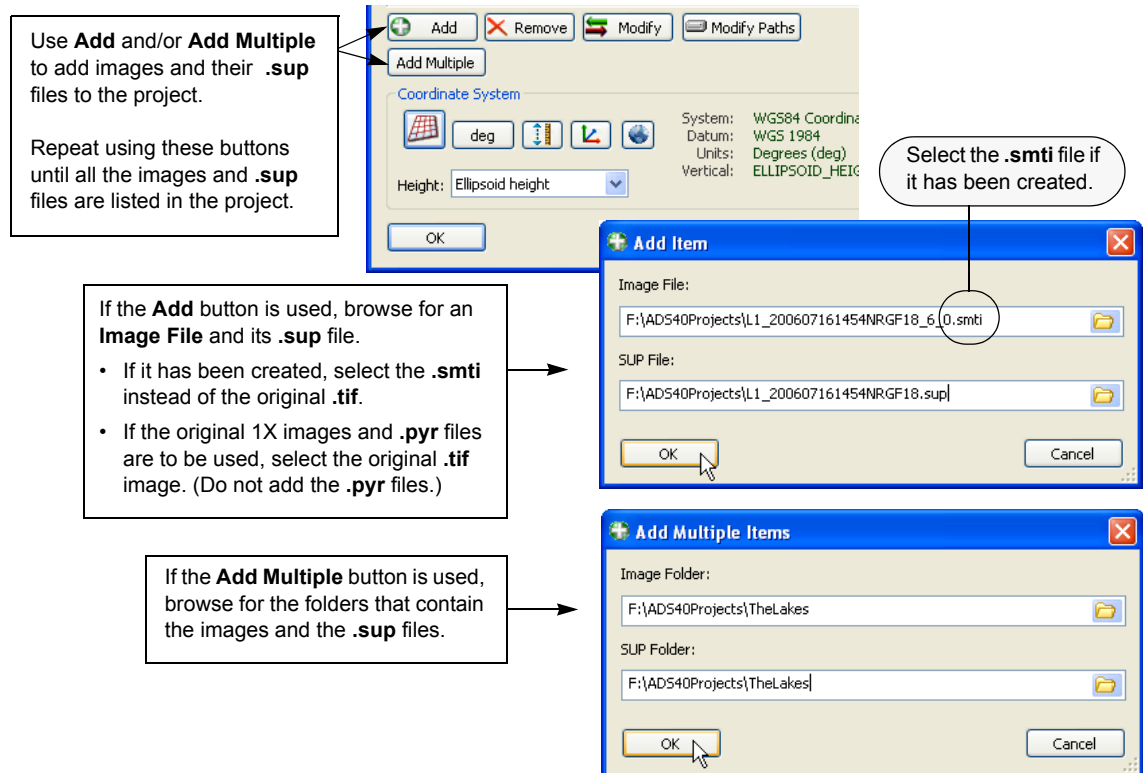 Use Add and/or Add Multiple
to add images and their .sup
files to the project.
Repeat using these buttons
until all the images and .sup
files are listed in the project.
Add
Remove
Modify
Modify Paths
Add Multiple
Coordinate System
deg
System: WGS84 Coordina
Datum: WGS 1984
Units: Degrees (deg)
Vertical: ELLIPSOID_HEIG
Height: Ellipsoid height
OK
Select the .smti file if
it has been created.
Add Item
Image File:
F:\ADS40Projects\L1_200607161454NRGF18_6_0.smti
SUP File:
F:\ADS40Projects\L1_200607161454NRGF18.sup
OK
Cancel
If the Add button is used, browse for an
Image File and its .sup file.
• If it has been created, select the .smti
instead of the original .tif.
• If the original 1X images and .pyr files
are to be used, select the original .tif
image. (Do not add the .pyr files.)
If the Add Multiple button is used,
browse for the folders that contain
the images and the .sup files.
Add Multiple Items
Image Folder:
F:\ADS40Projects\TheLakes
SUP Folder:
F:\ADS40Projects\TheLakes
OK
Cancel